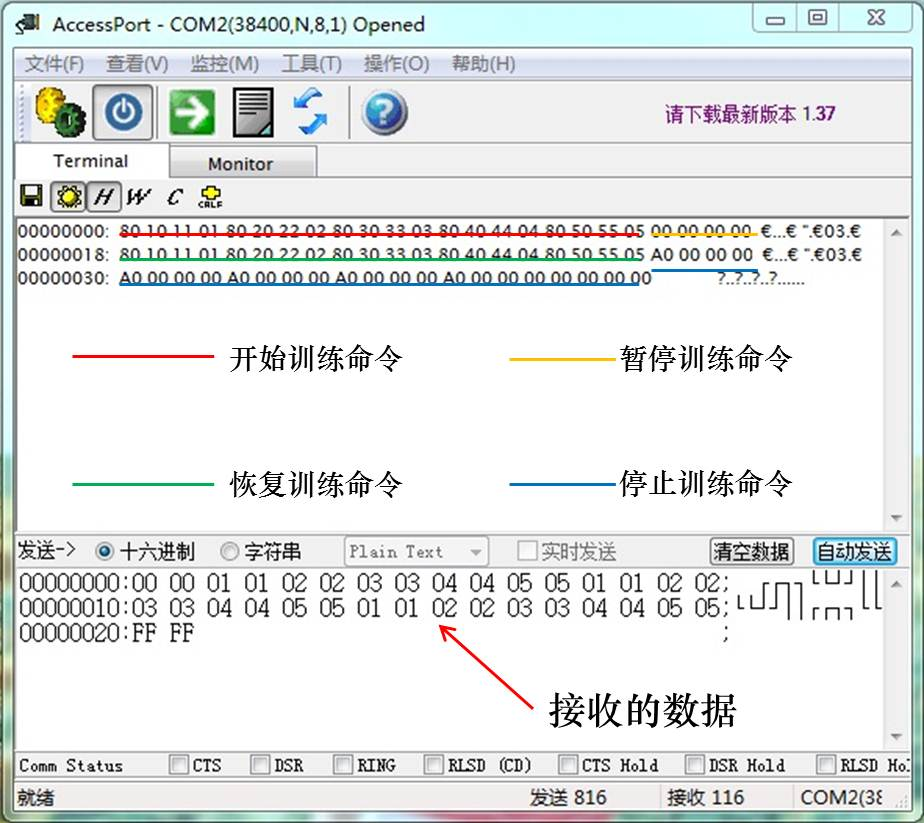 AccessPort - COM2(38400,N,8,1) Opened
文件(F) 查看(V) 监控(M) 工具(T) 操作(O) 帮助(H)
请下载最新版本 1.37
Terminal Monitor
H W C CRLF
00000000: 80 10 11 01 80 20 22 02 80 30 33 03 80 40 44 04 80 50 55 05 00 00 00 00 €...€ ".€03.€
00000018: 80 10 11 01 80 20 22 02 80 30 33 03 80 40 44 04 80 50 55 05 A0 00 00 00 €...€ ".€03.€
00000030: A0 00 00 00 A0 00 00 00 A0 00 00 00 A0 00 00 00 00 00 00 00 ?..?..?..?......
开始训练命令 暂停训练命令
恢复训练命令 停止训练命令
发送-> 十六进制 字符串 Plain Text 实时发送 清空数据 自动发送
00000000:00 00 01 01 02 02 03 03 04 04 05 05 01 01 02 02;
00000010:03 03 04 04 05 05 01 01 02 02 03 03 04 04 05 05;
00000020:FF FF ;
接收的数据
Comm Status CTS DSR RING RLSD (CD) CTS Hold DSR Hold RLSD Ho
就绪 发送 816 接收 116 COM2(38